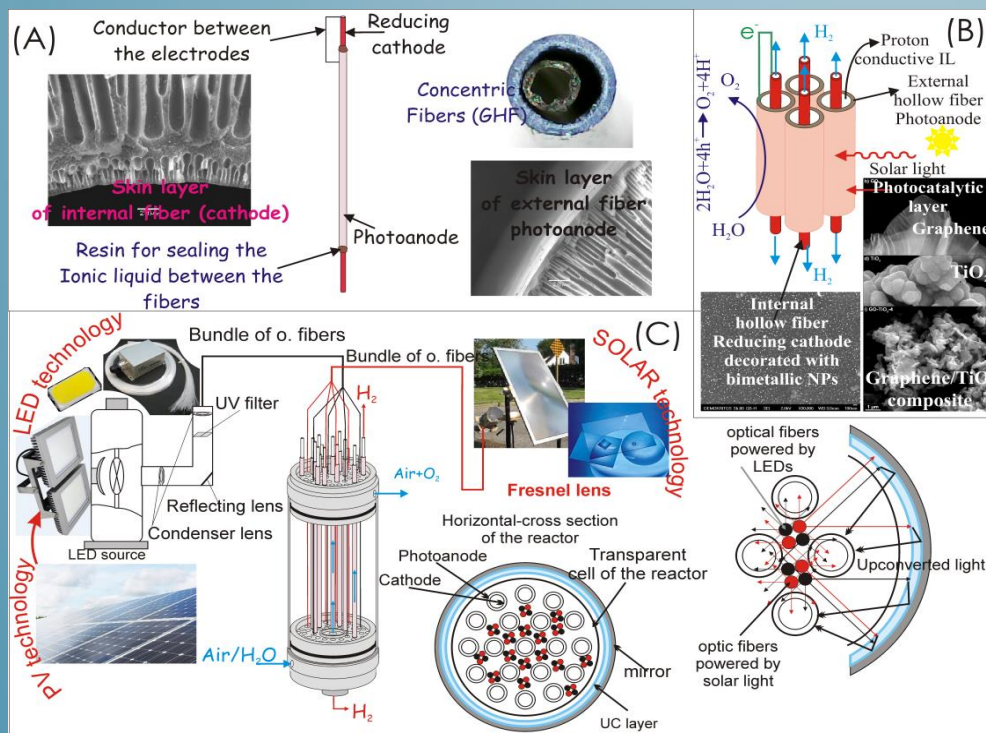 (A)
Conductor between
the electrodes
Reducing
cathode
Concentric
Fibers (GHF)
Skin layer
of internal fiber (cathode)
Skin layer
of external fiber
photoanode
Photoanode
Resin for sealing the
Ionic liquid between the
fibers
(B)
e⁻
H₂
Proton
conductive IL
External
hollow fiber
Photoanode
O₂
2H₂O+4h⁺ → O₂+4H⁺
Solar light
H₂O
H₂
Photocatalytic
layer
Graphene
TiO₂
Graphene/TiO₂
composite
Internal
hollow fiber
Reducing cathode
decorated with
bimetallic NPs
(C)
LED technology
Bundle of o. fibers
Bundle of o. fibers
SOLAR technology
UV filter
H₂
Reflecting lens
Condenser lens
LED source
Air+O₂
Fresnel lens
PV technology
Air/H₂O
H₂
Horizontal-cross section
of the reactor
Photoanode
Cathode
Transparent
cell of the reactor
mirror
UC layer
optical fibers
powered by
LEDs
Upconverted light
optic fibers
powered by
solar light